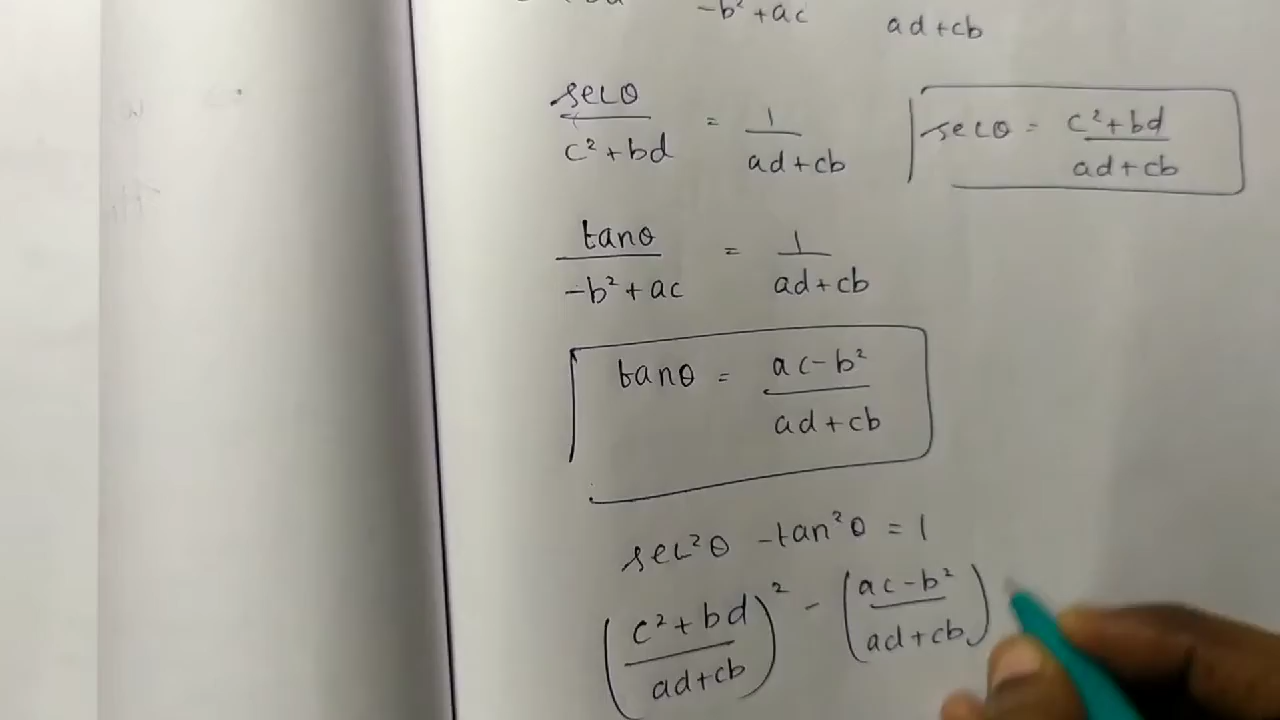 -b² + ac ad + cb
secθ / c² + bd = 1 / ad + cb
secθ = c² + bd / ad + cb
tanθ / -b² + ac = 1 / ad + cb
tanθ = ac - b² / ad + cb
sec²θ - tan²θ = 1
(c² + bd / ad + cb)² - (ac - b² / ad + cb)